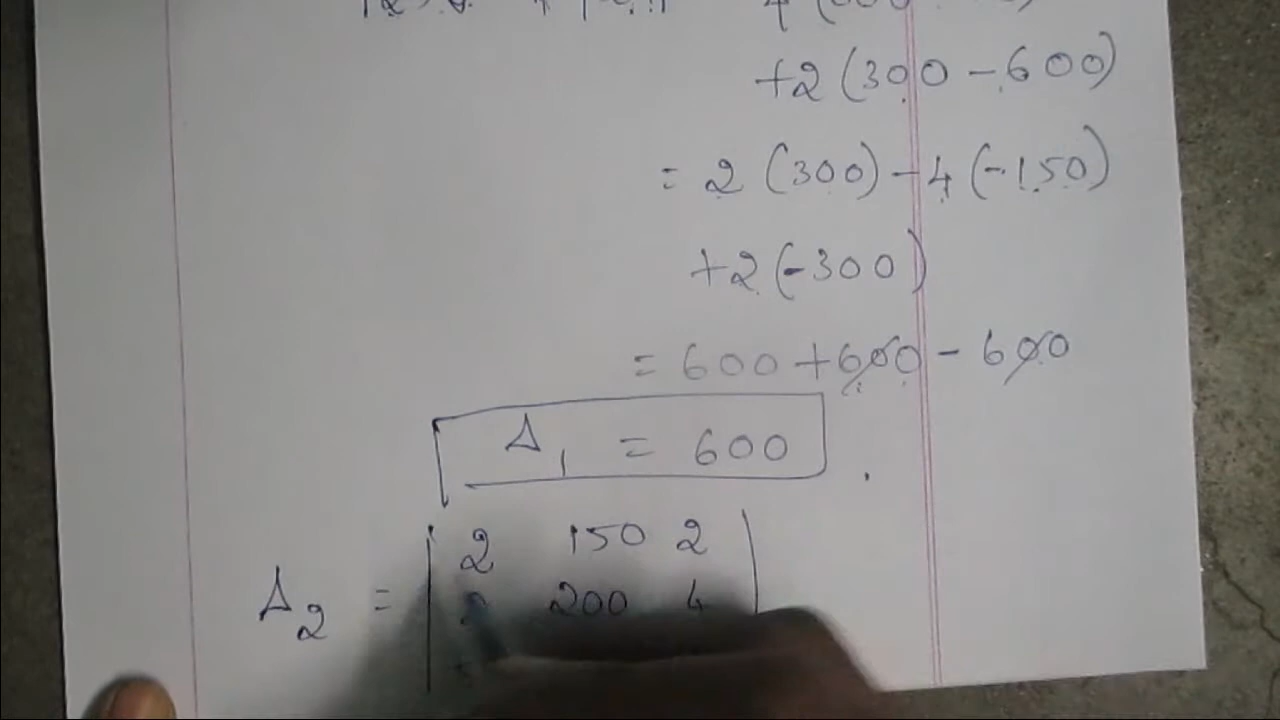 +2 (300 - 600)
= 2 (300) - 4 (-150)
+2 (-300)
= 600 + 600 - 600
Δ1 = 600
2 150 2
Δ2 = 200 4